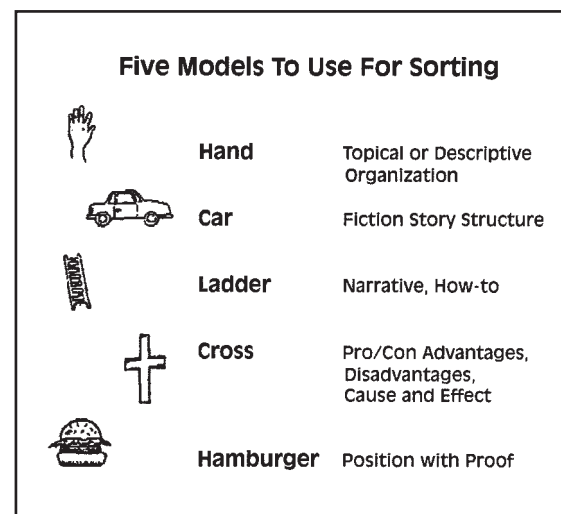 Five Models To Use For Sorting
Hand Topical or Descriptive
Organization
Car Fiction Story Structure
Ladder Narrative, How-to
Cross Pro/Con Advantages,
Disadvantages,
Cause and Effect
Hamburger Position with Proof